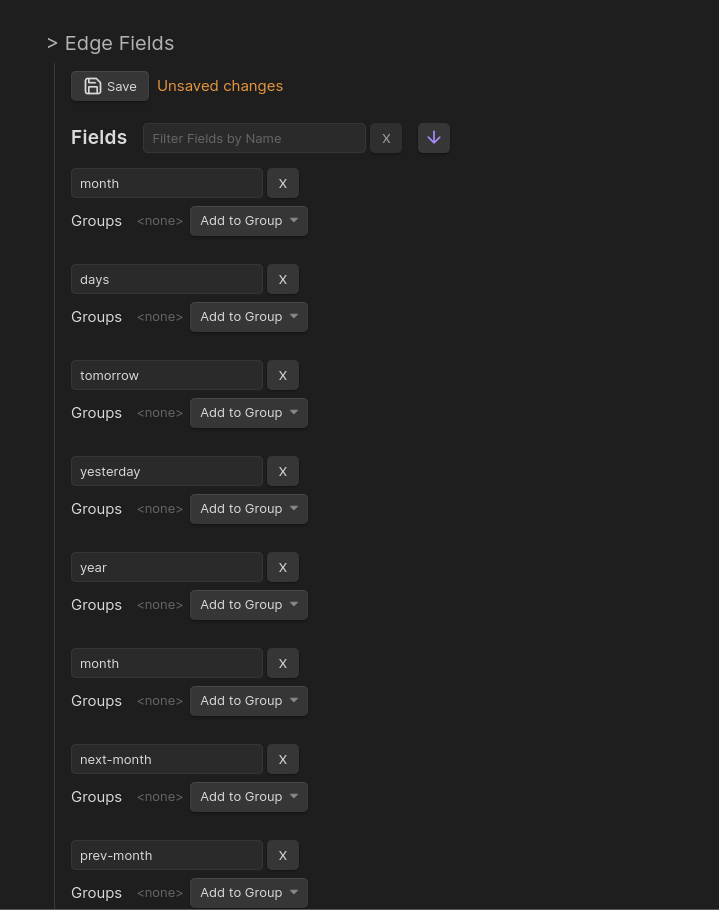 > Edge Fields
Save Unsaved changes
Fields Filter Fields by Name X
month X
Groups <none> Add to Group
days X
Groups <none> Add to Group
tomorrow X
Groups <none> Add to Group
yesterday X
Groups <none> Add to Group
year X
Groups <none> Add to Group
month X
Groups <none> Add to Group
next-month X
Groups <none> Add to Group
prev-month X
Groups <none> Add to Group